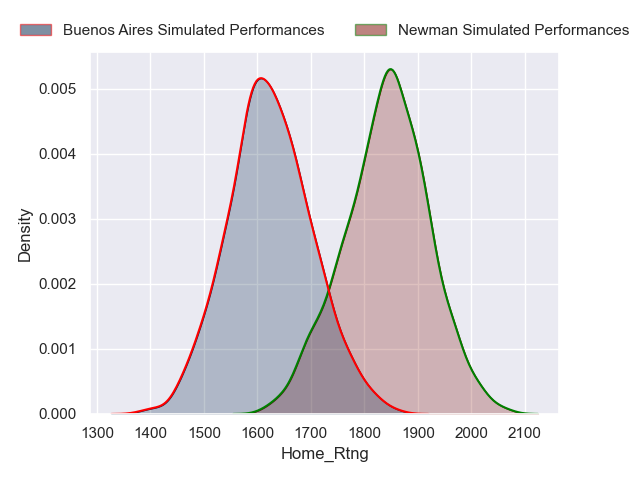 Buenos Aires Simulated Performances Newman Simulated Performances
0.005
0.004
0.003
0.002
0.001
0.000
Density
1300 1400 1500 1600 1700 1800 1900 2000 2100
Home_Rtng